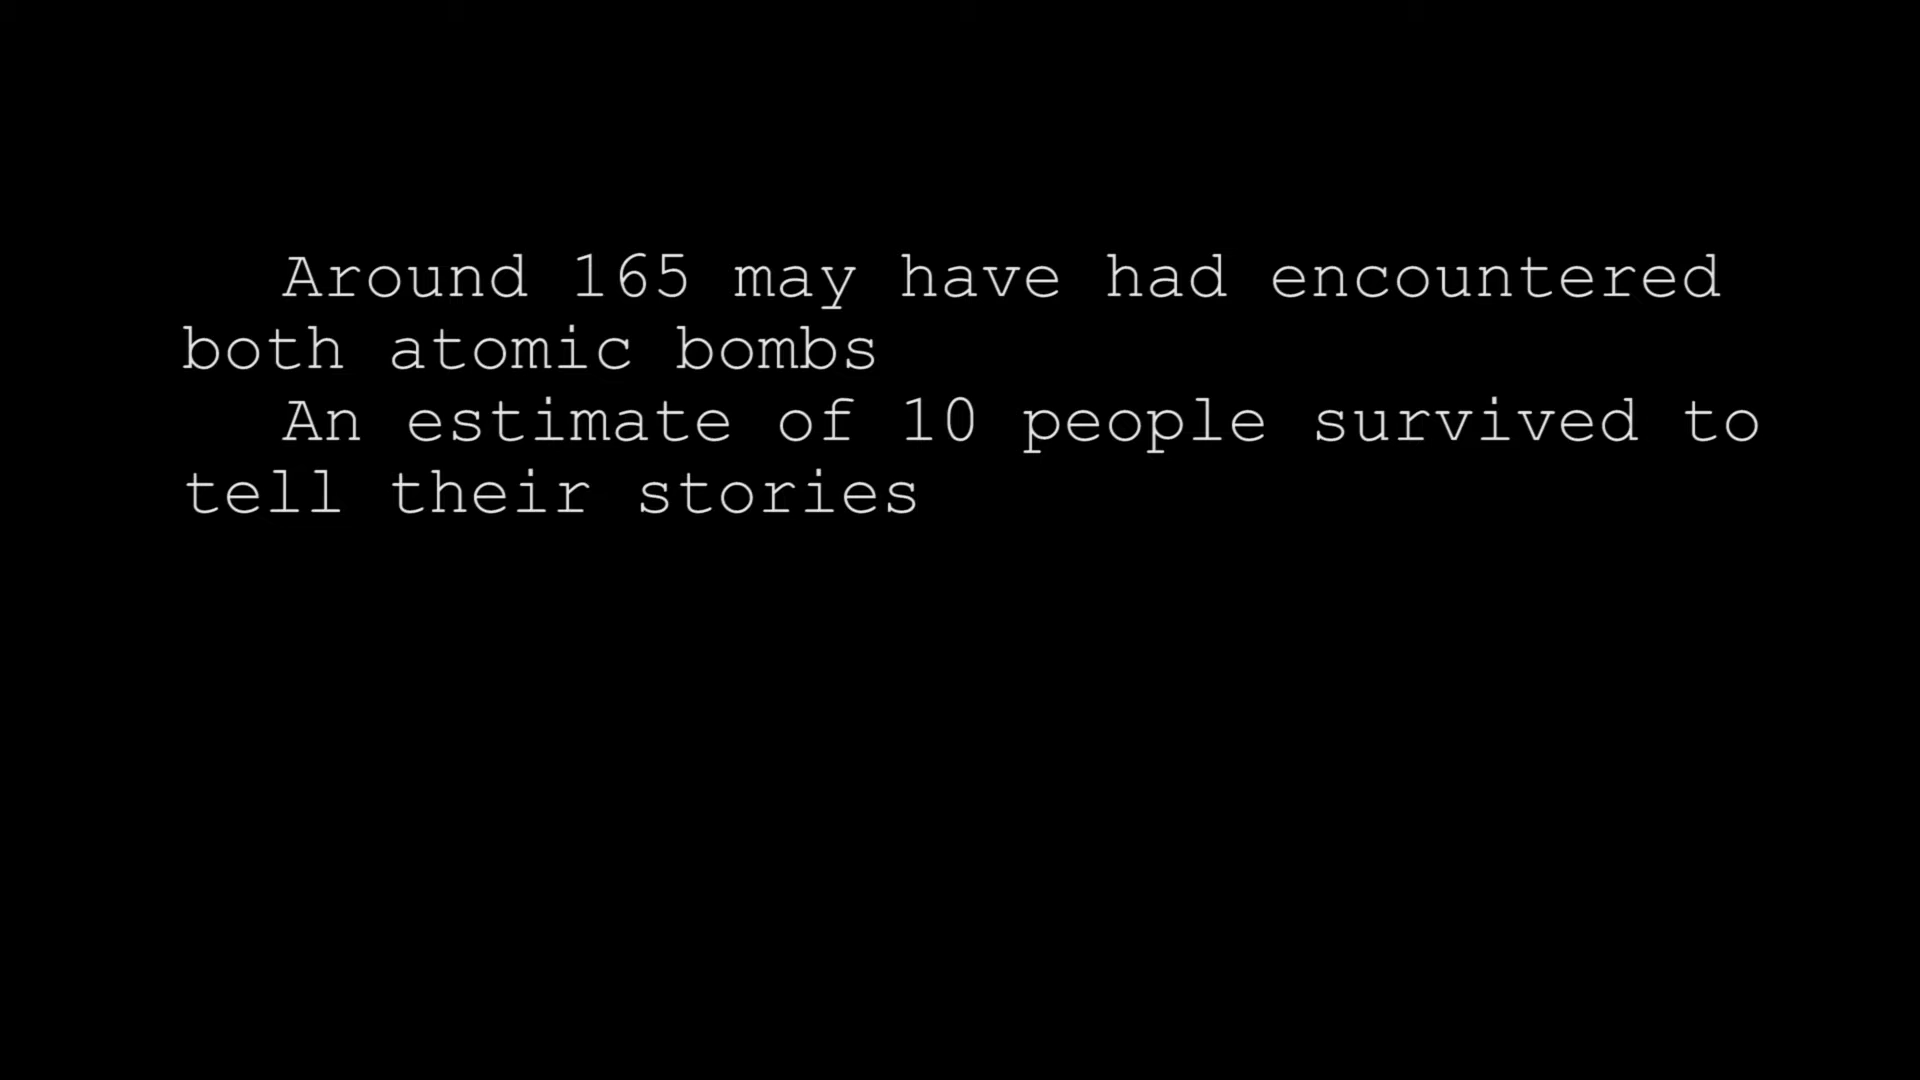 Around 165 may have had encountered
both atomic bombs
An estimate of 10 people survived to
tell their stories